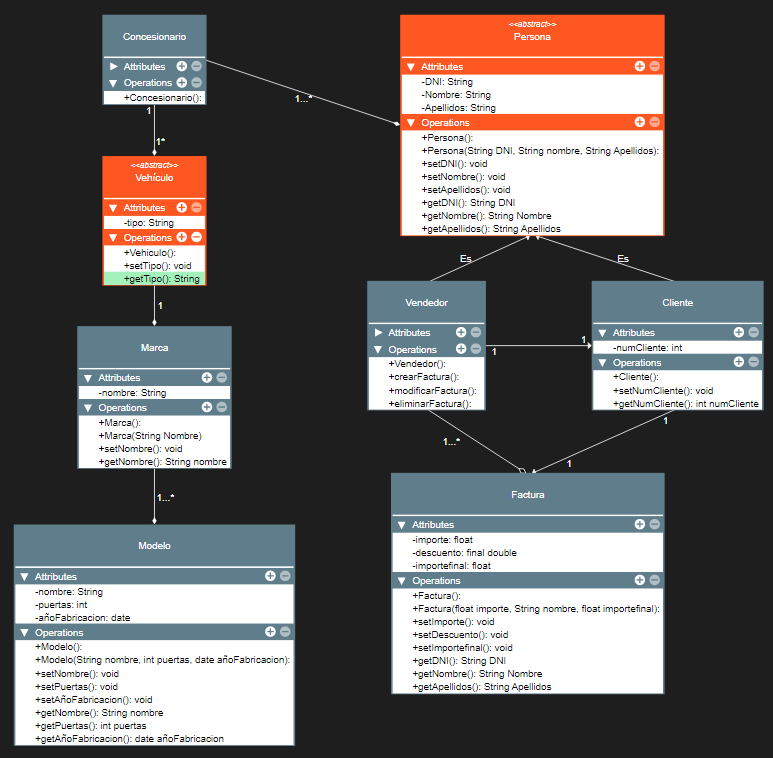 Concesionario
Attributes
Operations
+Concesionario():
1
1*
1...*
<<abstract>>
Persona
Attributes
-DNI: String
-Nombre: String
-Apellidos: String
Operations
+Persona():
+Persona(String DNI, String nombre, String Apellidos):
+setDNI(): void
+setNombre(): void
+setApellidos(): void
+getDNI(): String DNI
+getNombre(): String Nombre
+getApellidos(): String Apellidos
<<abstract>>
Vehículo
Attributes
-tipo: String
Operations
+Vehiculo():
+setTipo(): void
+getTipo(): String
1
Es
Es
Marca
Attributes
-nombre: String
Operations
+Marca():
+Marca(String Nombre)
+setNombre(): void
+getNombre(): String nombre
1...*
Vendedor
Attributes
Operations
+Vendedor():
+crearFactura():
+modificarFactura():
+eliminarFactura():
1
1
Cliente
Attributes
-numCliente: int
Operations
+Cliente():
+setNumCliente(): void
+getNumCliente(): int numCliente
1...*
1
1
Modelo
Attributes
-nombre: String
-puertas: int
-añoFabricacion: date
Operations
+Modelo():
+Modelo(String nombre, int puertas, date añoFabricacion):
+setNombre(): void
+setPuertas(): void
+setAñoFabricacion(): void
+getNombre(): String nombre
+getPuertas(): int puertas
+getAñoFabricacion(): date añoFabricacion
Factura
Attributes
-importe: float
-descuento: final double
-importefinal: float
Operations
+Factura():
+Factura(float importe, String nombre, float importefinal):
+setImporte(): void
+setDescuento(): void
+setImportefinal(): void
+getDNI(): String DNI
+getNombre(): String Nombre
+getApellidos(): String Apellidos